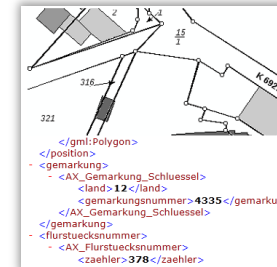 2
1
15
1
K 692
316
321
</gml:Polygon>
</position>
- <gemarkung>
- <AX_Gemarkung_Schluessel>
<land>12</land>
<gemarkungsnummer>4335</gemarku
</AX_Gemarkung_Schluessel>
</gemarkung>
- <flurstuecksnummer>
- <AX_Flurstuecksnummer>
<zaehler>378</zaehler>